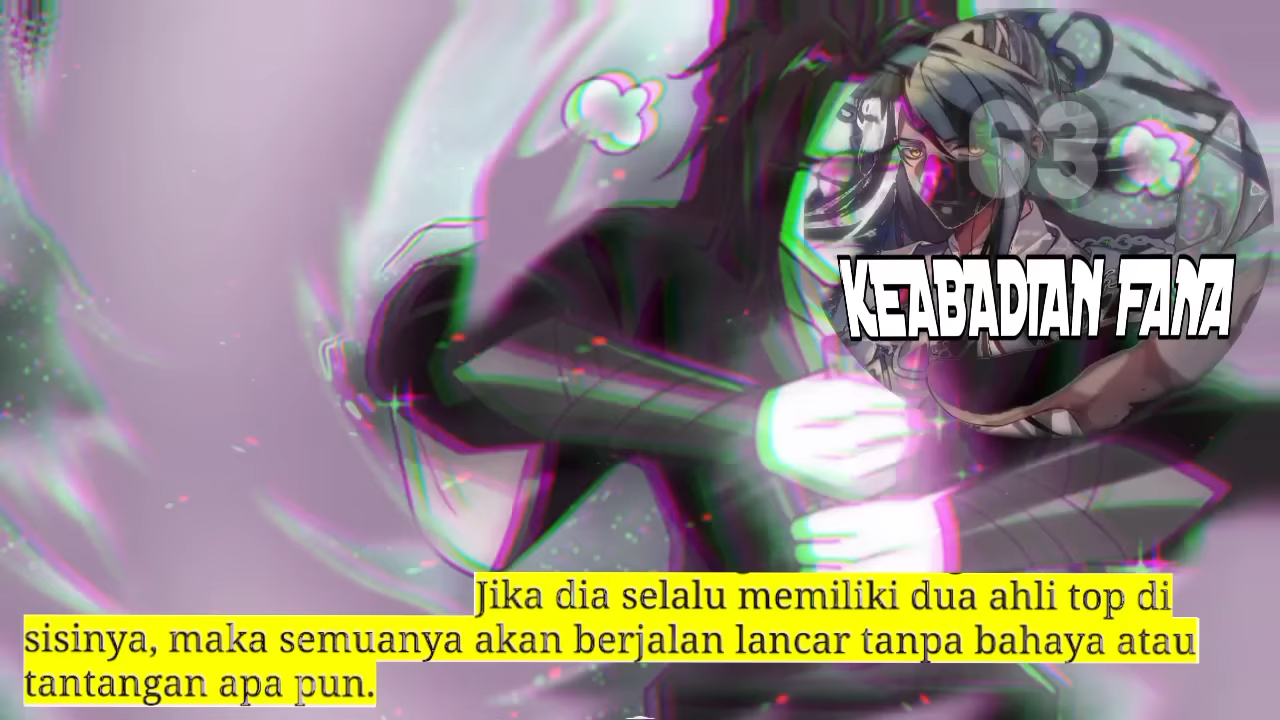 63
KEABADIAN FANA
Jika dia selalu memiliki dua ahli top di
sisinya, maka semuanya akan berjalan lancar tanpa bahaya atau
tantangan apa pun.